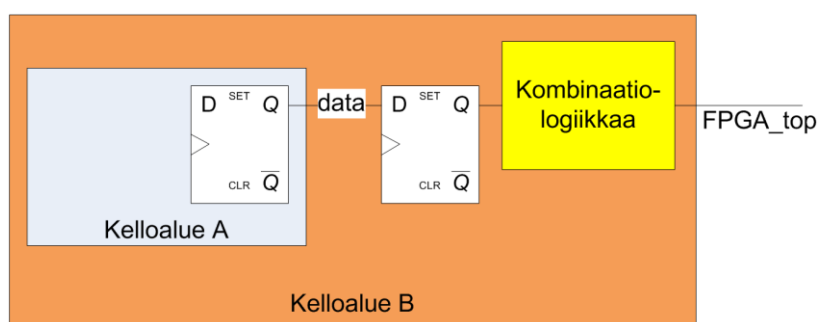 D SET Q
CLR Q
Kelloalue A
data
D SET Q
CLR Q
Kombinaatio-
logiikkaa
FPGA_top
Kelloalue B